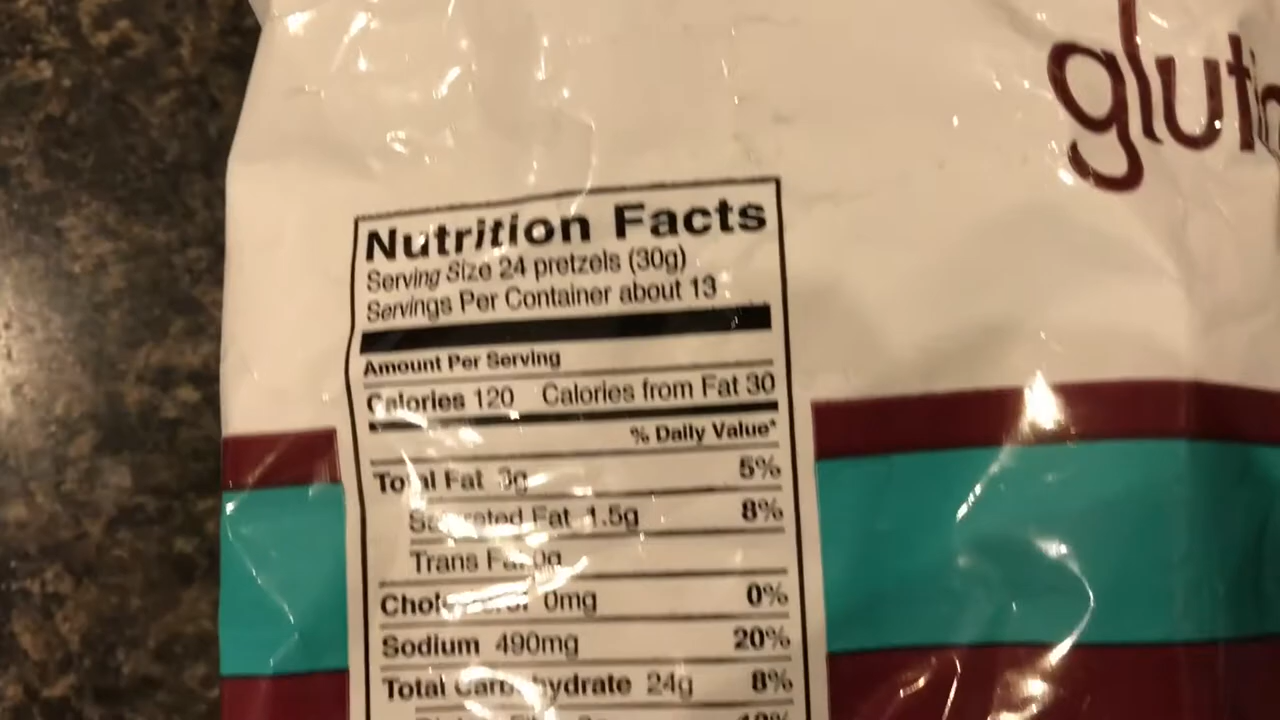 glut
Nutrition Facts
Serving Size 24 pretzels (30g)
Servings Per Container about 13
Amount Per Serving
Calories 120 Calories from Fat 30
% Daily Value*
Total Fat 3g 5%
Saturated Fat 1.5g 8%
Trans Fat 0g
Cholesterol 0mg 0%
Sodium 490mg 20%
Total Carbohydrate 24g 8%